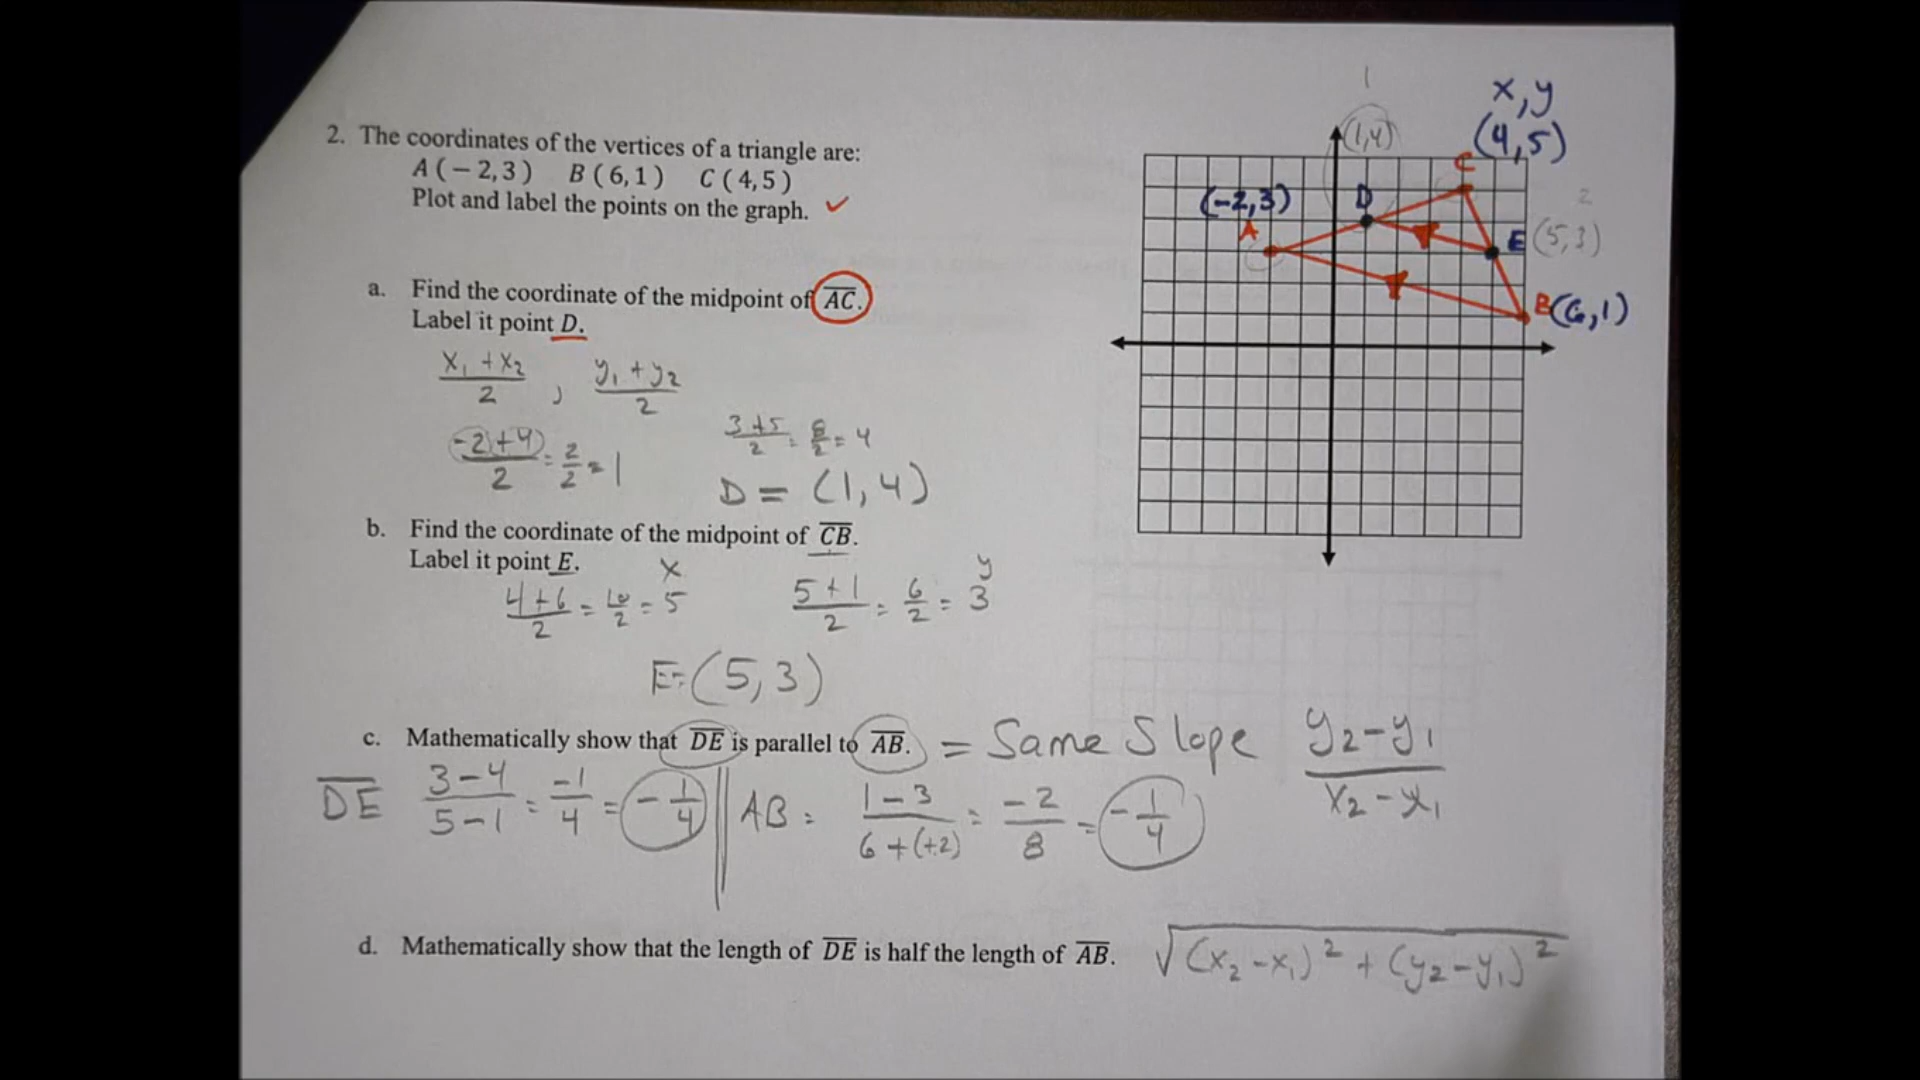 1
x,y
(1,4)
(4,5)
2. The coordinates of the vertices of a triangle are:
A (−2,3) B (6,1) C (4,5)
Plot and label the points on the graph. ✓
C
(-2,3)
D
2
A
E (5,3)
B(6,1)
a. Find the coordinate of the midpoint of AC.
Label it point D.
x₁ + x₂ / 2 , y₁ + y₂ / 2
-2+4 / 2 = 2/2 = 1
3+5 / 2 = 8/2 = 4
D = (1,4)
b. Find the coordinate of the midpoint of CB.
Label it point E.
x y
4+6 / 2 = 10/2 = 5 5+1 / 2 = 6/2 = 3
E=(5,3)
c. Mathematically show that DE is parallel to AB. = Same Slope y₂-y₁ / x₂-x₁
DE 3-4 / 5-1 = -1/4 = -1/4 || AB = 1-3 / 6+(+2) = -2/8 = -1/4
d. Mathematically show that the length of DE is half the length of AB. √(x₂-x₁)² + (y₂-y₁)²